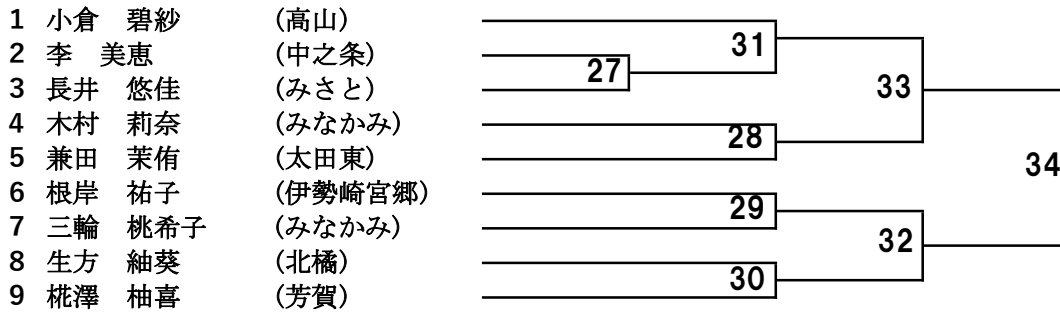 1 小倉 碧紗 (高山)
2 李 美恵 (中之条)
3 長井 悠佳 (みさと)
4 木村 莉奈 (みなかみ)
5 兼田 茉侑 (太田東)
6 根岸 祐子 (伊勢崎宮郷)
7 三輪 桃希子 (みなかみ)
8 生方 紬葵 (北橘)
9 椛澤 柚喜 (芳賀)
31
27
33
28
34
29
32
30